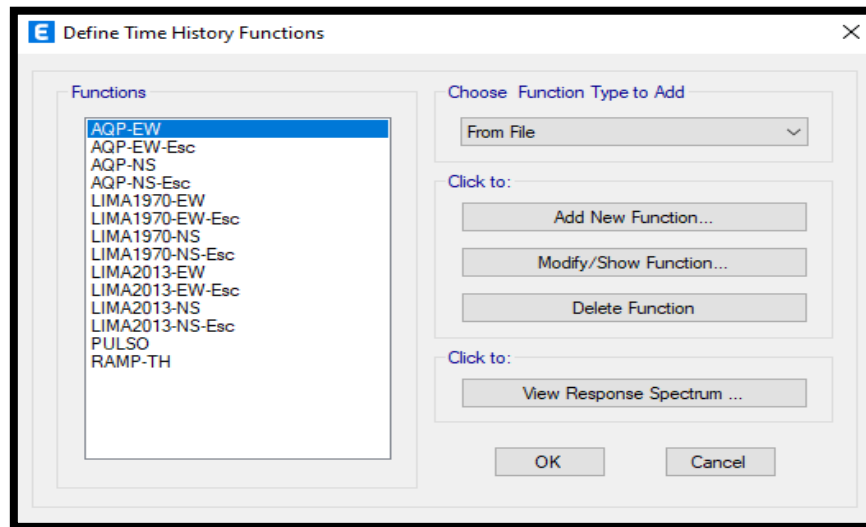 E Define Time History Functions
Functions
AQP-EW
AQP-EW-Esc
AQP-NS
AQP-NS-Esc
LIMA1970-EW
LIMA1970-EW-Esc
LIMA1970-NS
LIMA1970-NS-Esc
LIMA2013-EW
LIMA2013-EW-Esc
LIMA2013-NS
LIMA2013-NS-Esc
PULSO
RAMP-TH
Choose Function Type to Add
From File
Click to:
Add New Function...
Modify/Show Function...
Delete Function
Click to:
View Response Spectrum ...
OK
Cancel